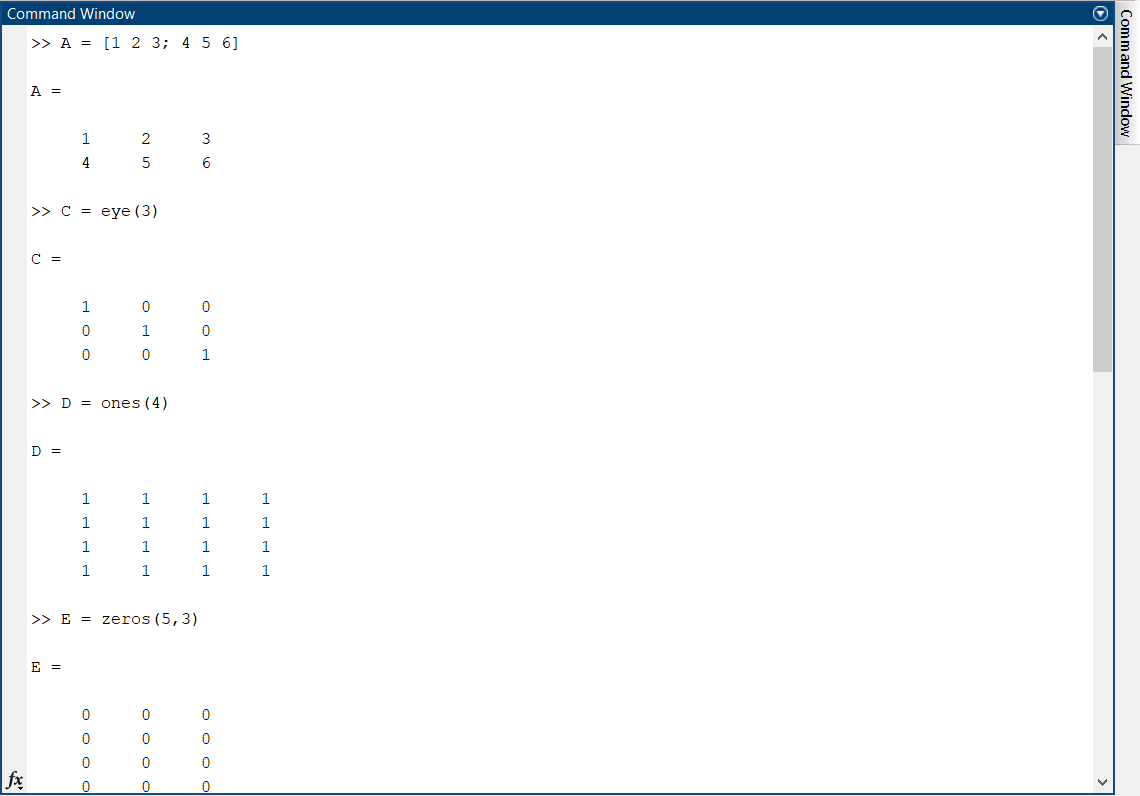 Command Window
>> A = [1 2 3; 4 5 6]
A =
1 2 3
4 5 6
>> C = eye(3)
C =
1 0 0
0 1 0
0 0 1
>> D = ones(4)
D =
1 1 1 1
1 1 1 1
1 1 1 1
1 1 1 1
>> E = zeros(5,3)
E =
0 0 0
0 0 0
0 0 0
0 0 0
fx
Command Window